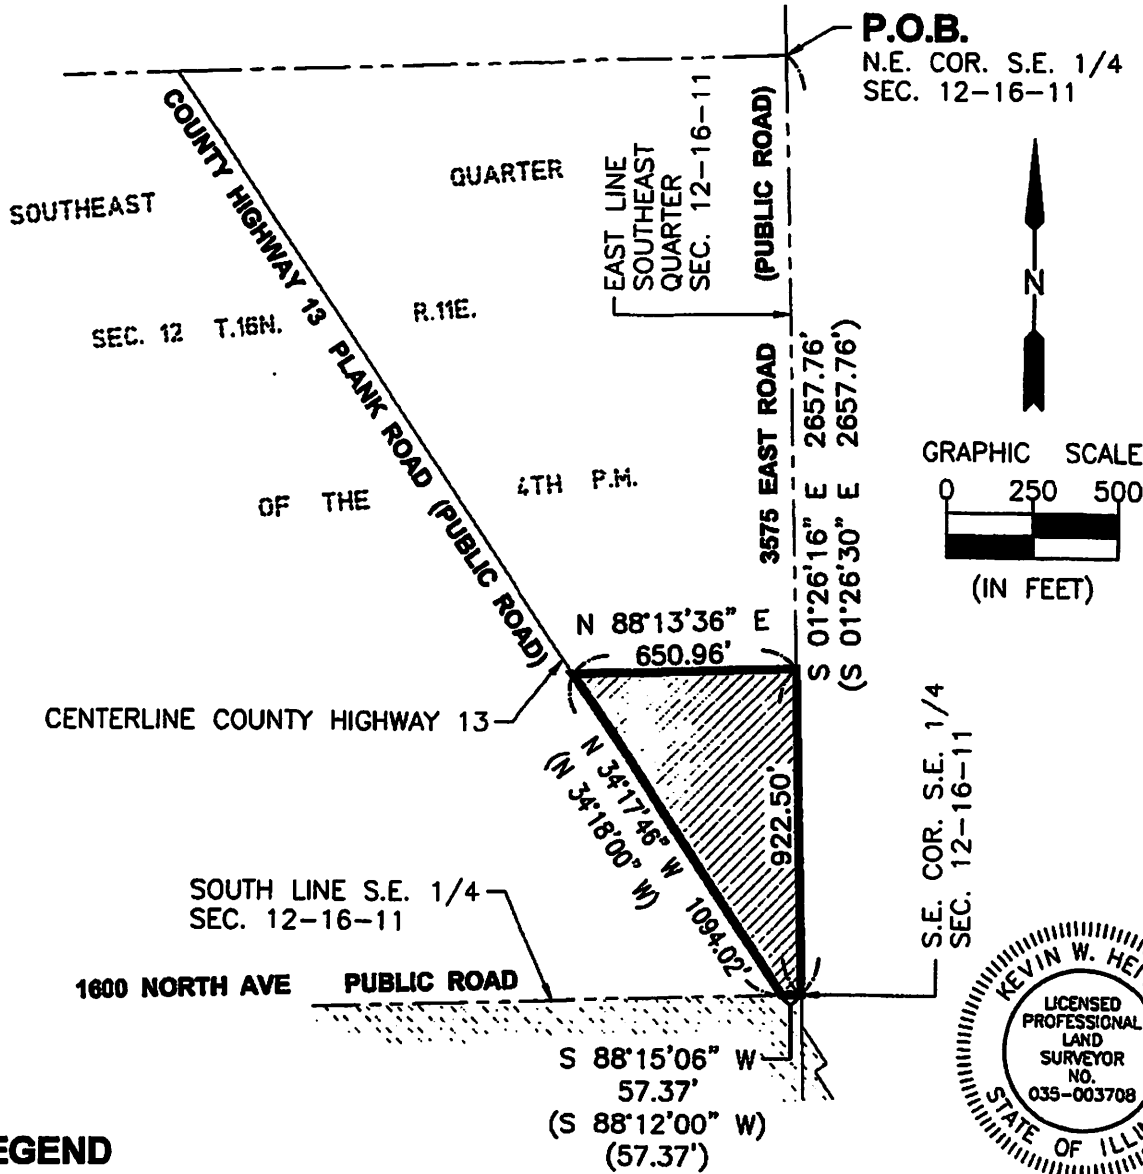 P.O.B.
N.E. COR. S.E. 1/4
SEC. 12-16-11
COUNTY HIGHWAY 13 PLANK ROAD (PUBLIC ROAD)
SOUTHEAST QUARTER
SEC. 12 T.16N. R.11E.
OF THE 4TH P.M.
EAST LINE
SOUTHEAST
QUARTER
SEC. 12-16-11
3575 EAST ROAD (PUBLIC ROAD)
S 01°26'16" E 2657.76'
(S 01°26'30" E 2657.76')
N
GRAPHIC SCALE
0 250 500
(IN FEET)
N 88°13'36" E
650.96'
CENTERLINE COUNTY HIGHWAY 13
N 34°17'46" W 1094.02'
(N 34°18'00" W)
922.50'
S.E. COR. S.E. 1/4
SEC. 12-16-11
SOUTH LINE S.E. 1/4
SEC. 12-16-11
1600 NORTH AVE PUBLIC ROAD
S 88°15'06" W
57.37'
(S 88°12'00" W)
(57.37')
KEVIN W.
LICENSED
PROFESSIONAL
LAND
SURVEYOR
NO.
035-003708
STATE OF
EGEND